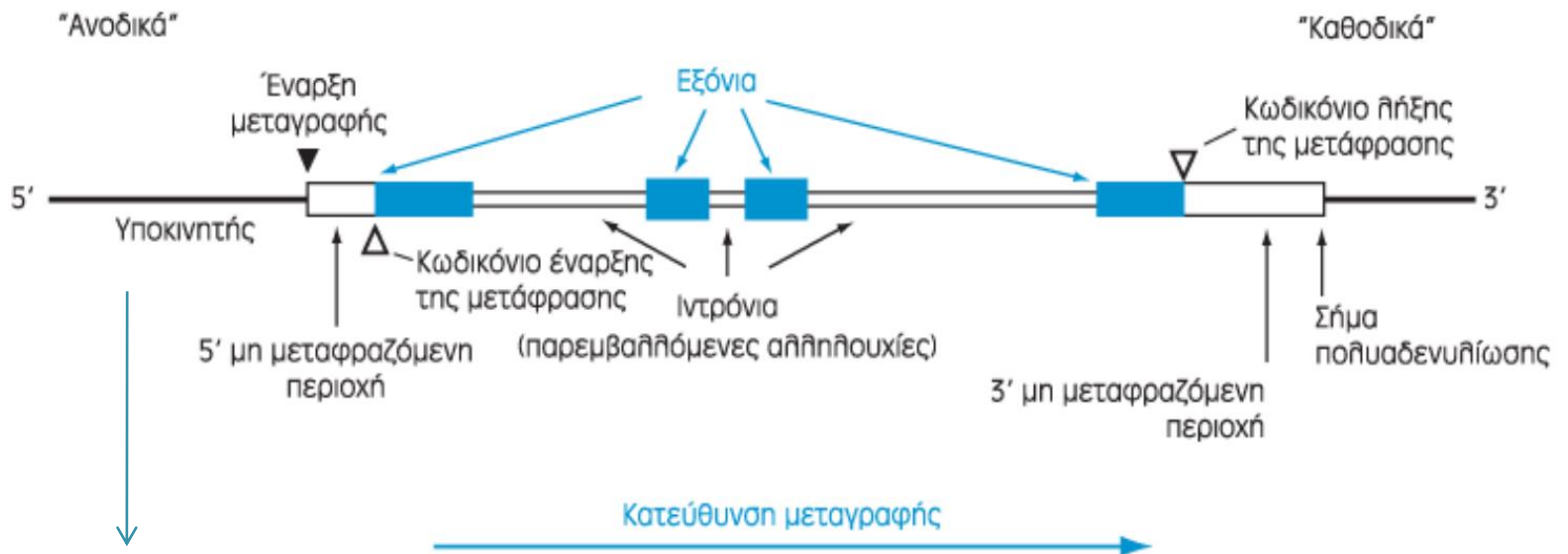 "Ανοδικά"
"Καθοδικά"
Έναρξη
μεταγραφής
Εξόνια
Κωδικόνιο λήξης
της μετάφρασης
5'
3'
Υποκινητής
Κωδικόνιο έναρξης
της μετάφρασης
Ιντρόνια
(παρεμβαλλόμενες αλληλουχίες)
5' μη μεταφραζόμενη
περιοχή
Σήμα
πολυαδενυλίωσης
3' μη μεταφραζόμενη
περιοχή
Κατεύθυνση μεταγραφής